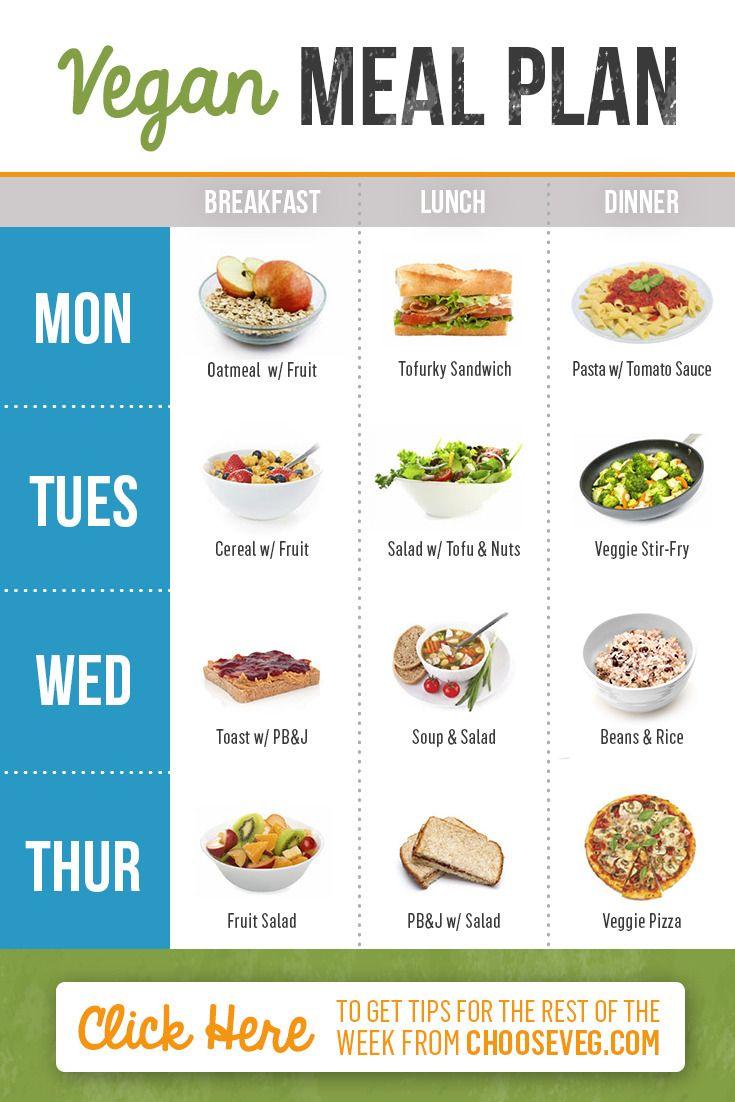 Vegan MEAL PLAN
BREAKFAST LUNCH DINNER
MON
Oatmeal w/ Fruit
Tofurky Sandwich
Pasta w/ Tomato Sauce
TUES
Cereal w/ Fruit
Salad w/ Tofu & Nuts
Veggie Stir-Fry
WED
Toast w/ PB&J
Soup & Salad
Beans & Rice
THUR
Fruit Salad
PB&J w/ Salad
Veggie Pizza
Click Here
TO GET TIPS FOR THE REST OF THE
WEEK FROM CHOOSEVEG.COM